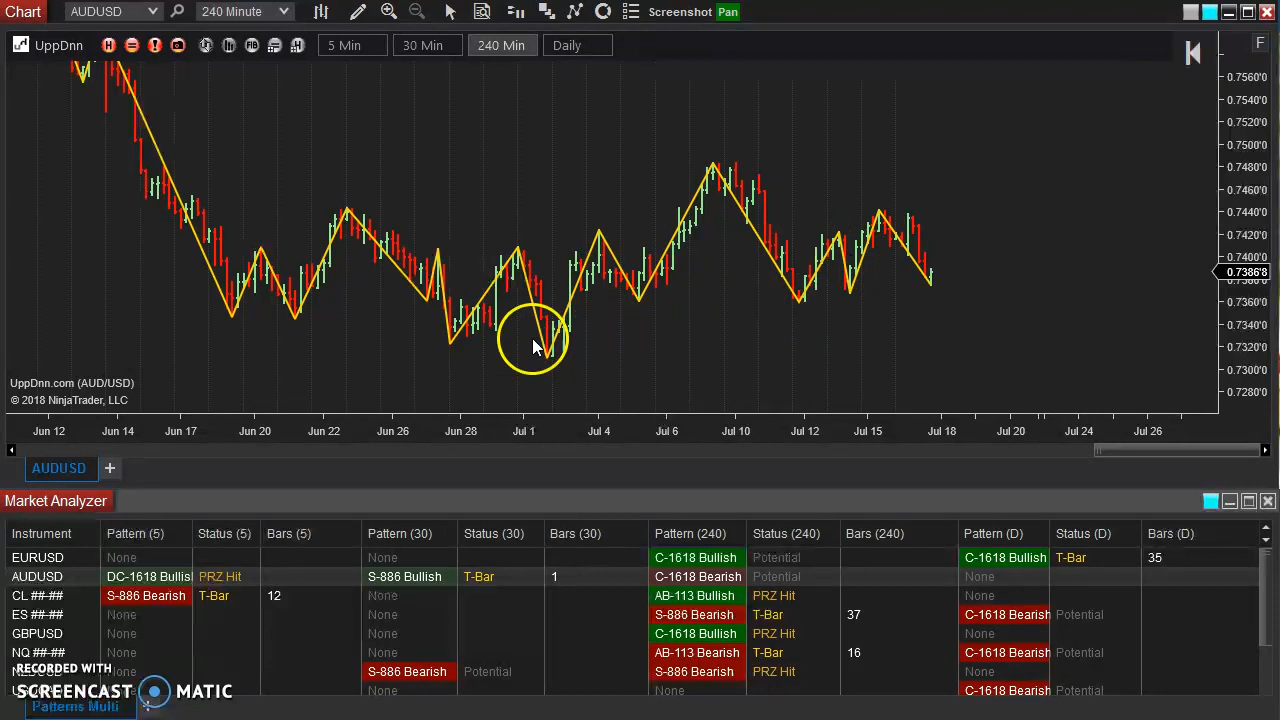 Chart AUDUSD 240 Minute Screenshot Pan
UppDnn H FIB 5 Min 30 Min 240 Min Daily F
0.7560'0
0.7540'0
0.7520'0
0.7500'0
0.7480'0
0.7460'0
0.7440'0
0.7420'0
0.7400'0
0.7386'8
0.7360'0
0.7340'0
0.7320'0
0.7300'0
0.7280'0
UppDnn.com (AUD/USD)
© 2018 NinjaTrader, LLC
Jun 12 Jun 14 Jun 17 Jun 20 Jun 22 Jun 26 Jun 28 Jul 1 Jul 4 Jul 6 Jul 10 Jul 12 Jul 15 Jul 18 Jul 20 Jul 24 Jul 26
AUDUSD +
Market Analyzer
Instrument Pattern (5) Status (5) Bars (5) Pattern (30) Status (30) Bars (30) Pattern (240) Status (240) Bars (240) Pattern (D) Status (D) Bars (D)
EURUSD None None C-1618 Bullish Potential C-1618 Bullish T-Bar 35
AUDUSD DC-1618 Bullis PRZ Hit S-886 Bullish T-Bar 1 C-1618 Bearish Potential None
CL ##-## S-886 Bearish T-Bar 12 None AB-113 Bullish PRZ Hit None
ES ##-## None None S-886 Bearish T-Bar 37 C-1618 Bearish Potential
GBPUSD None None C-1618 Bullish PRZ Hit None
NQ ##-## None None AB-113 Bearish T-Bar 16 C-1618 Bearish Potential
None S-886 Bearish Potential S-886 Bearish PRZ Hit None
None None None C-1618 Bearish Potential
RECORDED WITH
SCREENCAST MATIC
Patterns Multi +